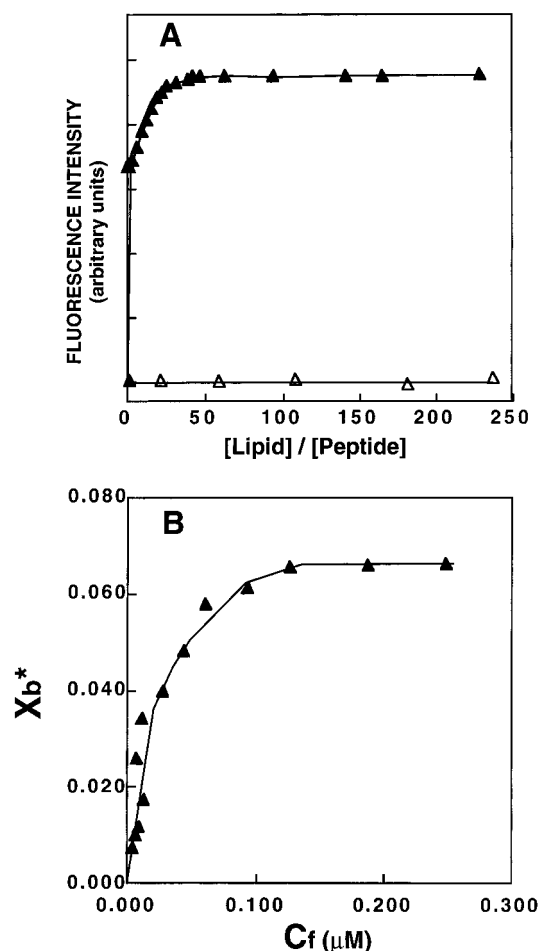 A
FLUORESCENCE INTENSITY
(arbitrary units)
0 50 100 150 200 250
[Lipid] / [Peptide]
B
0.080
0.060
0.040
0.020
0.000
Xb*
0.000 0.100 0.200 0.300
Cf (μM)